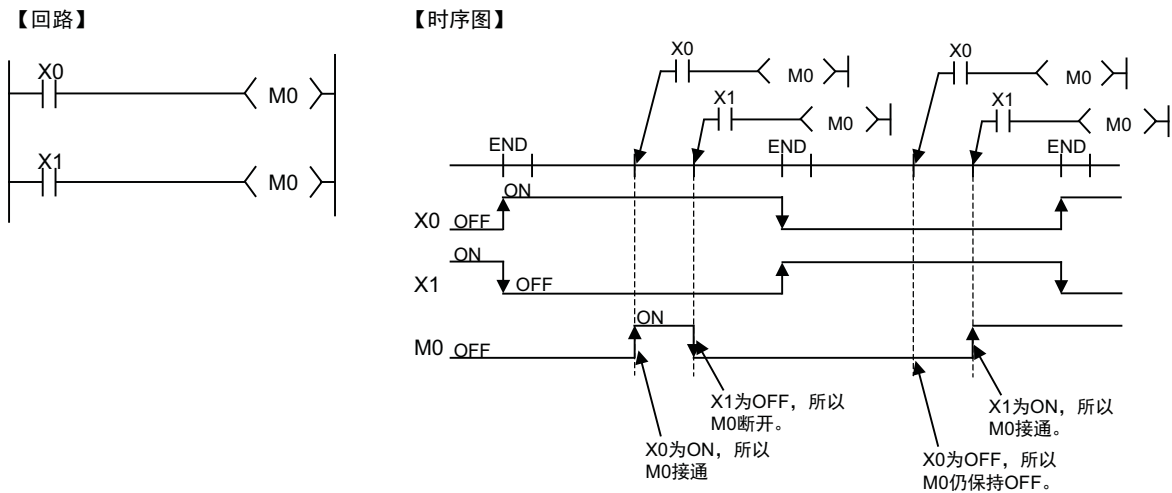 【回路】
X0
M0
X1
M0
【时序图】
X0
M0
X1
M0
X0
M0
X1
M0
END
END
END
ON
X0 OFF
ON
X1
OFF
ON
M0 OFF
X1为OFF，所以
M0断开。
X0为ON，所以
M0接通
X1为ON，所以
M0接通。
X0为OFF，所以
M0仍保持OFF。